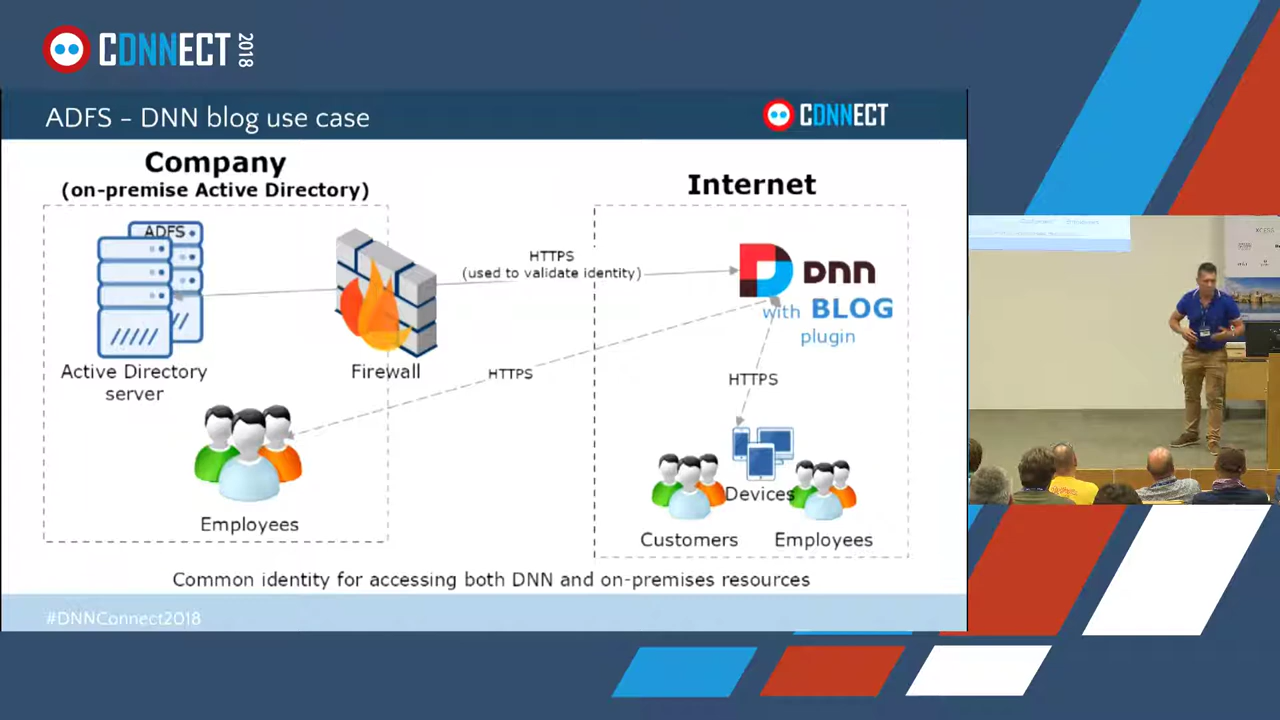 CDNNECT 2018
ADFS – DNN blog use case
CDNNECT
Company
(on-premise Active Directory)
Internet
ADFS
HTTPS
(used to validate identity)
DNN
with BLOG
plugin
Active Directory
server
Firewall
HTTPS
HTTPS
Devices
Employees
Customers
Employees
Common identity for accessing both DNN and on-premises resources
#DNNConnect2018